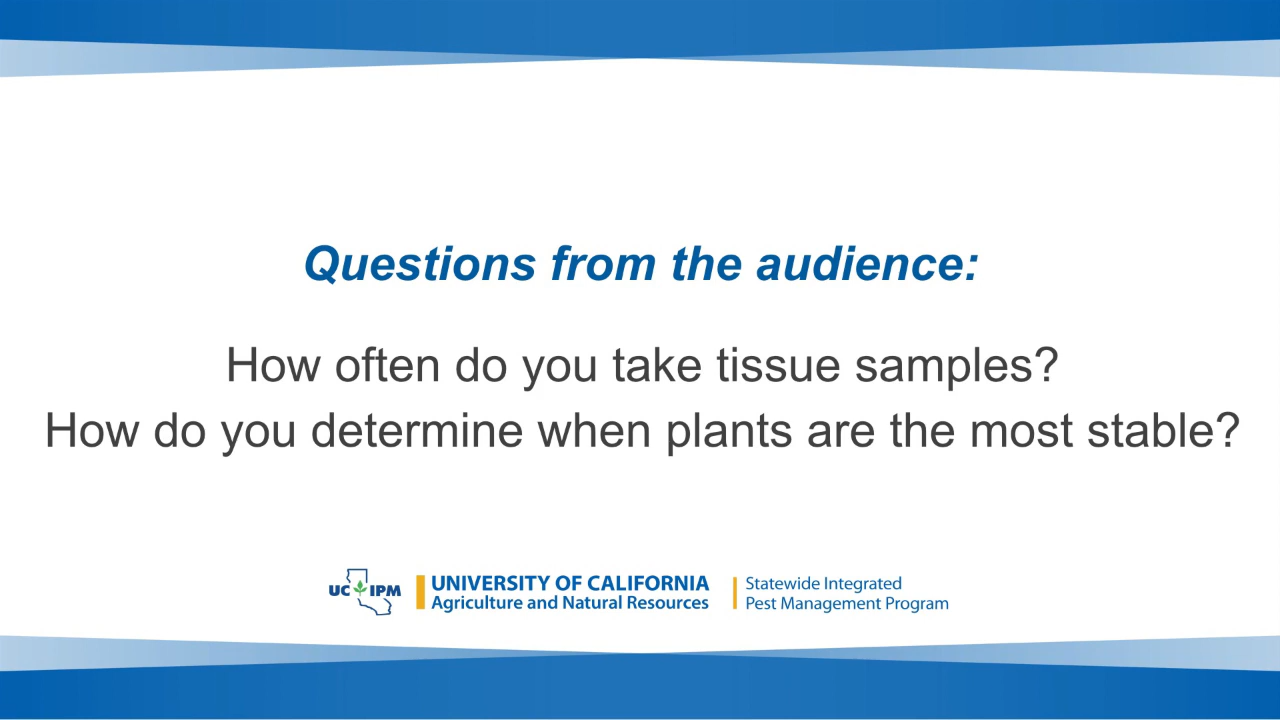 Questions from the audience:
How often do you take tissue samples?
How do you determine when plants are the most stable?
UC IPM
UNIVERSITY OF CALIFORNIA
Agriculture and Natural Resources
Statewide Integrated
Pest Management Program